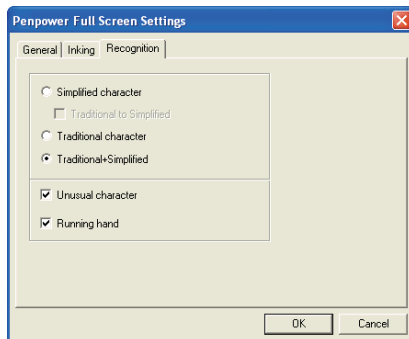 Penpower Full Screen Settings
General Inking Recognition
Simplified character
Traditional to Simplified
Traditional character
Traditional+Simplified
Unusual character
Running hand
OK Cancel